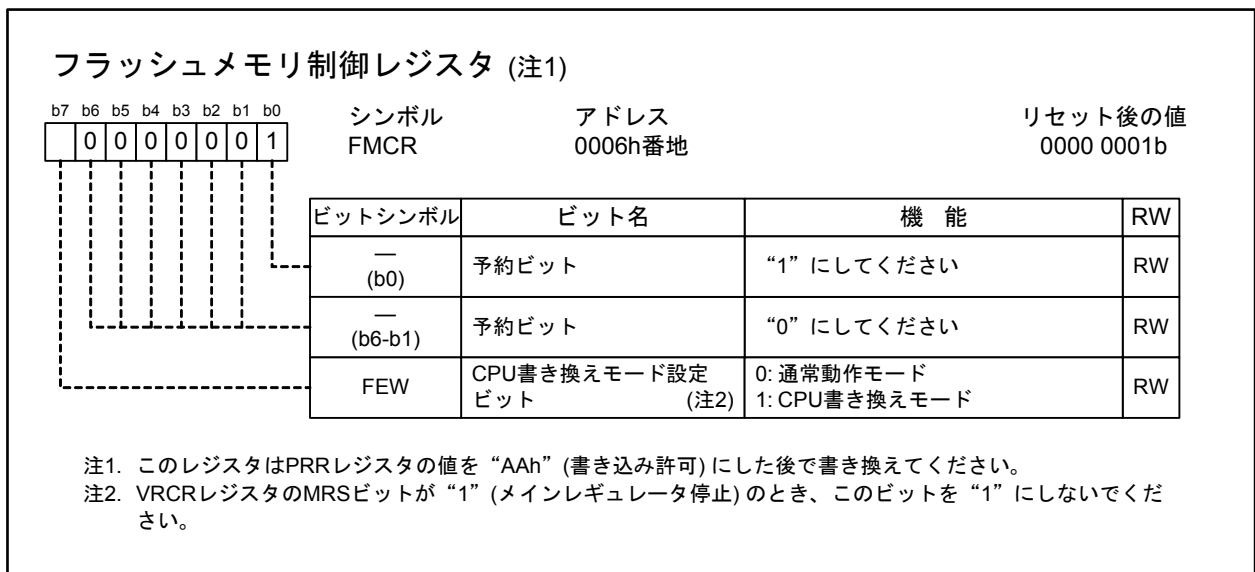 フラッシュメモリ制御レジスタ (注1)
b7 b6 b5 b4 b3 b2 b1 b0
0 0 0 0 0 0 1
シンボル アドレス リセット後の値
FMCR 0006h番地 0000 0001b
ビットシンボル ビット名 機 能 RW
— (b0) 予約ビット “1” にしてください RW
— (b6-b1) 予約ビット “0” にしてください RW
FEW CPU書き換えモード設定ビット (注2) 0: 通常動作モード 1: CPU書き換えモード RW
注1. このレジスタはPRRレジスタの値を “AAh” (書き込み許可) にした後で書き換えてください。
注2. VRCRレジスタのMRSビットが “1” (メインレギュレータ停止) のとき、このビットを “1” にしないでくだ
さい。